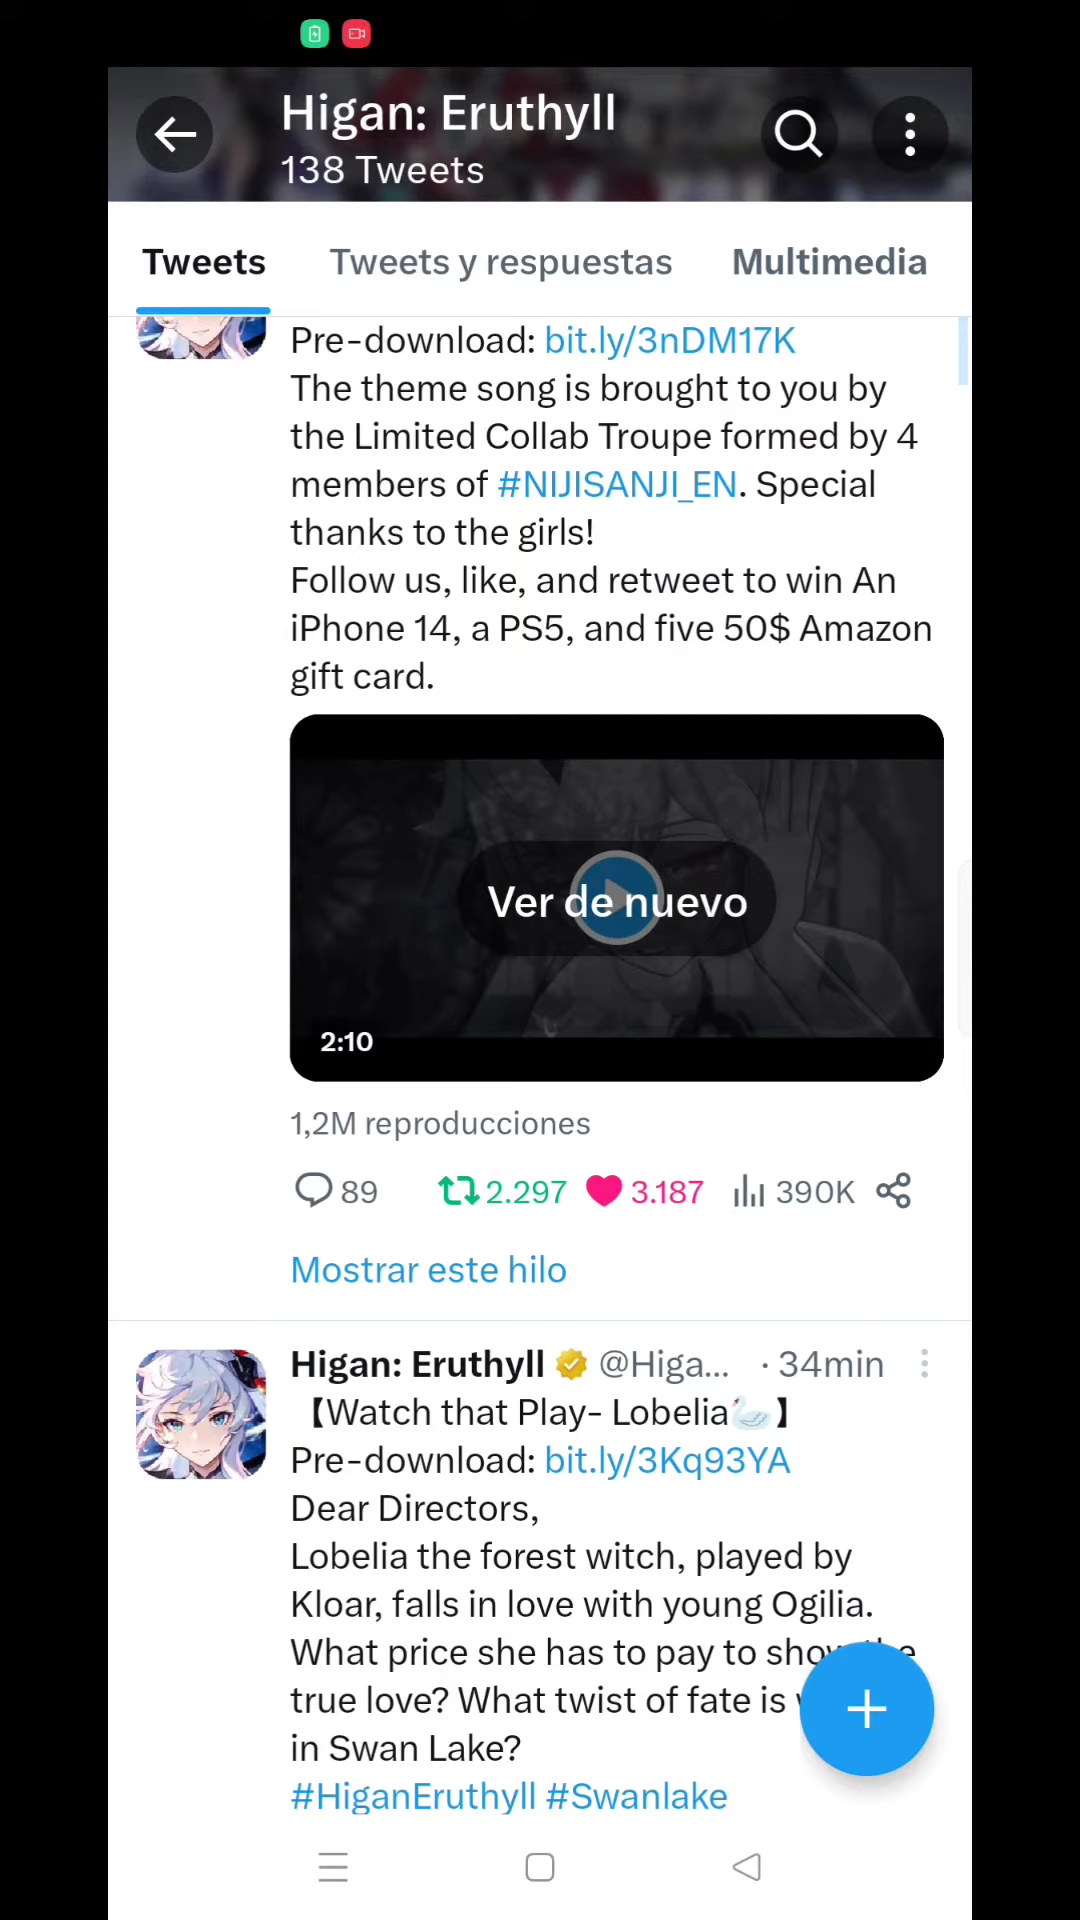 Higan: Eruthyll
138 Tweets
Tweets Tweets y respuestas Multimedia
Pre-download: bit.ly/3nDM17K
The theme song is brought to you by
the Limited Collab Troupe formed by 4
members of #NIJISANJI_EN. Special
thanks to the girls!
Follow us, like, and retweet to win An
iPhone 14, a PS5, and five 50$ Amazon
gift card.
Ver de nuevo
2:10
1,2M reproducciones
89 2.297 3.187 390K
Mostrar este hilo
Higan: Eruthyll @Higa... · 34min
【Watch that Play- Lobelia🦢】
Pre-download: bit.ly/3Kq93YA
Dear Directors,
Lobelia the forest witch, played by
Kloar, falls in love with young Ogilia.
What price she has to pay to
true love? What twist of fate is
in Swan Lake?
#HiganEruthyll #Swanlake